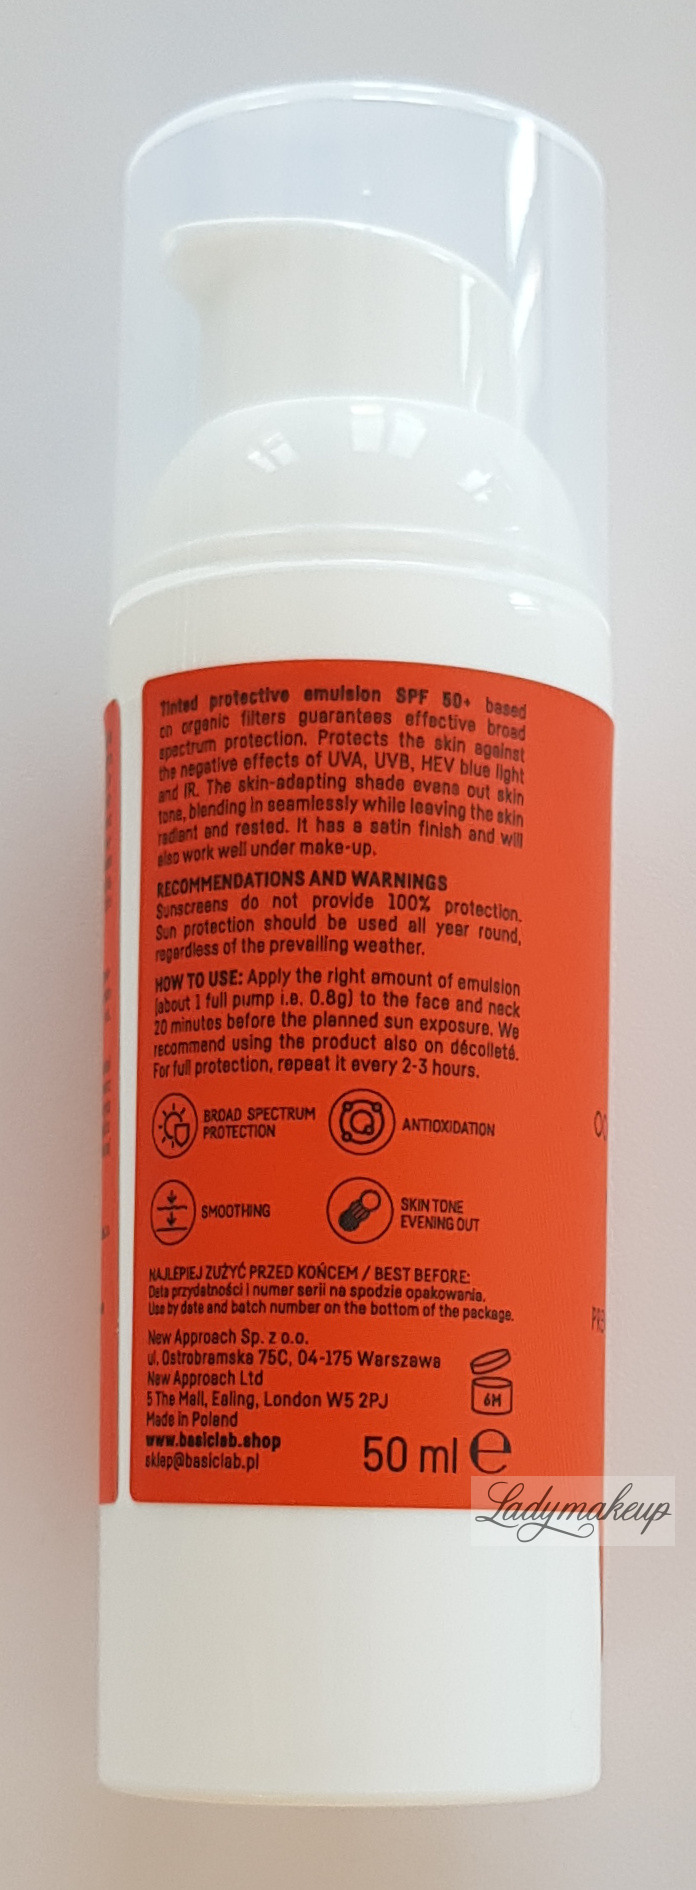 Tinted protective emulsion SPF 50+ based
on organic filters guarantees effective broad
spectrum protection. Protects the skin against
the negative effects of UVA, UVB, HEV blue light
and IR. The skin-adapting shade evens out skin
tone, blending in seamlessly while leaving the skin
radiant and rested. It has a satin finish and will
also work well under make-up.
RECOMMENDATIONS AND WARNINGS
Sunscreens do not provide 100% protection.
Sun protection should be used all year round,
regardless of the prevailing weather.
HOW TO USE: Apply the right amount of emulsion
(about 1 full pump i.e. 0.8g) to the face and neck
20 minutes before the planned sun exposure. We
recommend using the product also on décolleté.
For full protection, repeat it every 2-3 hours.
BROAD SPECTRUM
PROTECTION
ANTIOXIDATION
SMOOTHING
SKIN TONE
EVENING OUT
NAJLEPIEJ ZUŻYĆ PRZED KOŃCEM / BEST BEFORE:
Data przydatności i numer serii na spodzie opakowania.
Use by date and batch number on the bottom of the package.
New Approach Sp. z o.o.
ul. Ostrobramska 75C, 04-175 Warszawa
New Approach Ltd
5 The Mall, Ealing, London W5 2PJ
Made in Poland
www.basiclab.shop
sklep@basiclab.pl
6M
50 ml e
Ladymakeup